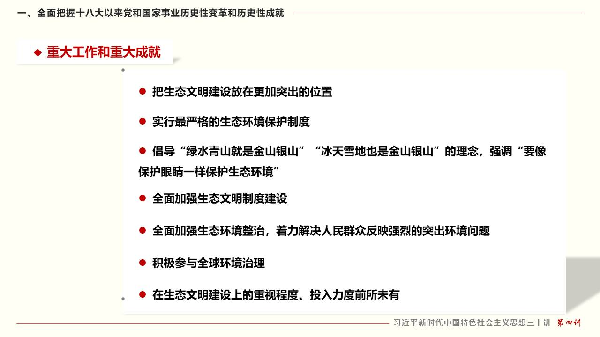 一、全面把握十八大以来党和国家事业历史性变革和历史性成就
◆ 重大工作和重大成就
● 把生态文明建设放在更加突出的位置
● 实行最严格的生态环境保护制度
● 倡导“绿水青山就是金山银山”“冰天雪地也是金山银山”的理念，强调“要像
保护眼睛一样保护生态环境”
● 全面加强生态文明制度建设
● 全面加强生态环境整治，着力解决人民群众反映强烈的突出环境问题
● 积极参与全球环境治理
● 在生态文明建设上的重视程度、投入力度前所未有
习近平新时代中国特色社会主义思想三十讲 第四讲